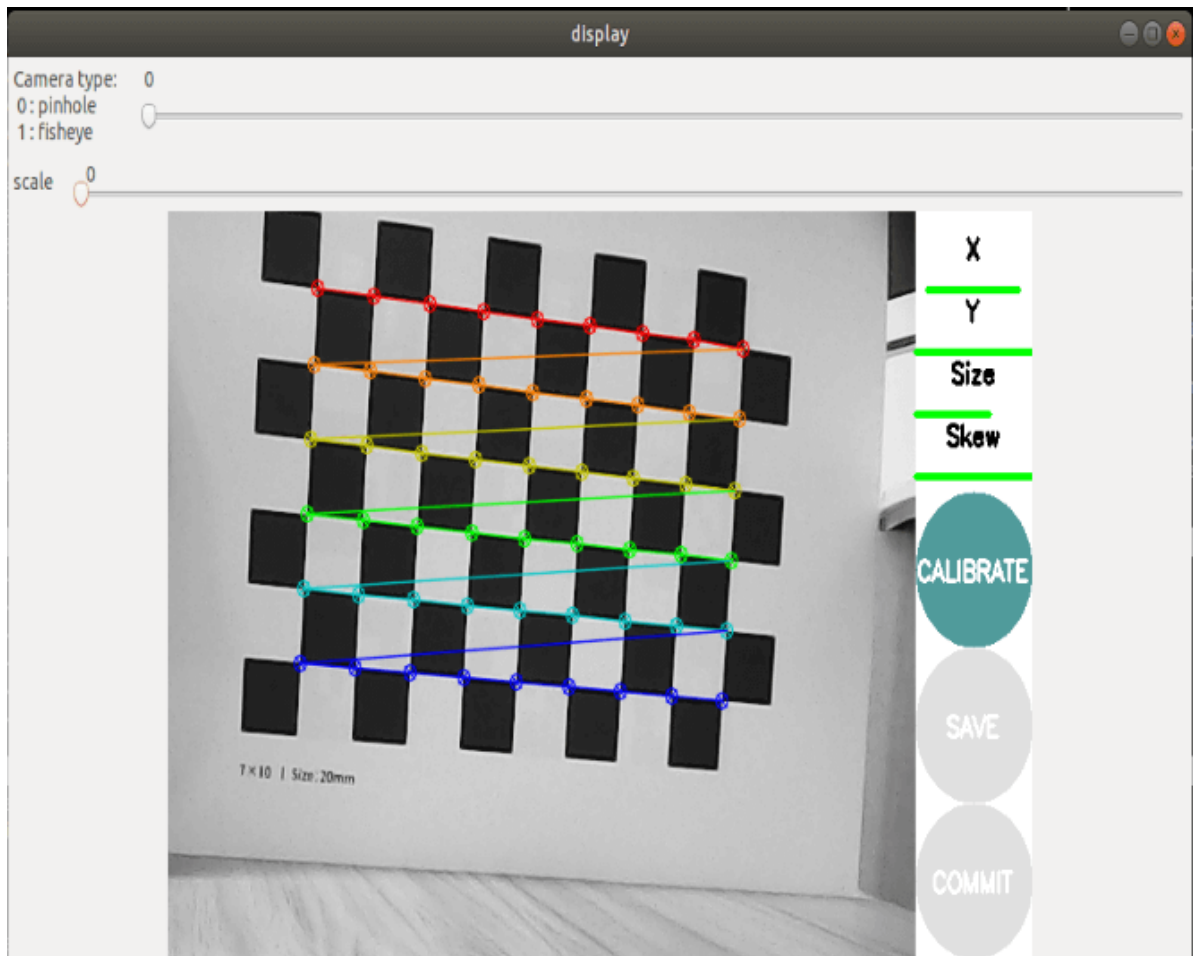 display
Camera type: 0
0 : pinhole
1 : fisheye
scale 0
X
Y
Size
Skew
CALIBRATE
SAVE
COMMIT
7×10 | Size: 20mm